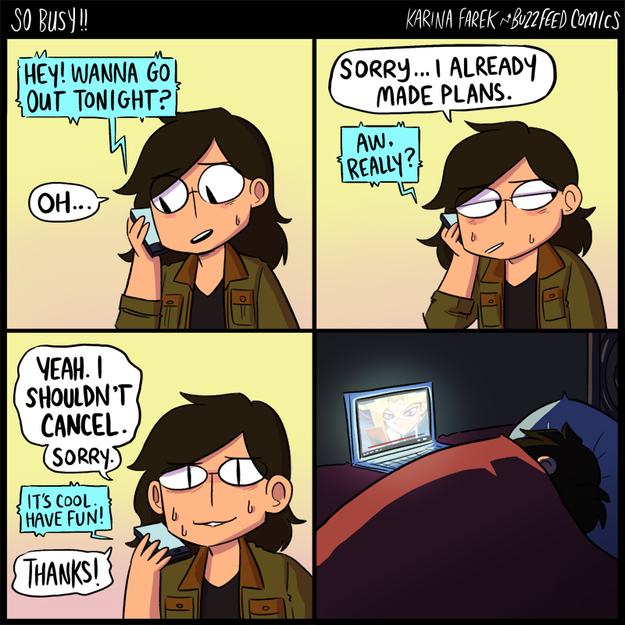 SO BUSY!!
KARINA FAREK ~ BUZZFEED COMICS
HEY! WANNA GO
OUT TONIGHT?
OH...
SORRY... I ALREADY
MADE PLANS.
AW.
REALLY?
YEAH. I
SHOULDN'T
CANCEL.
SORRY.
IT'S COOL.
HAVE FUN!
THANKS!